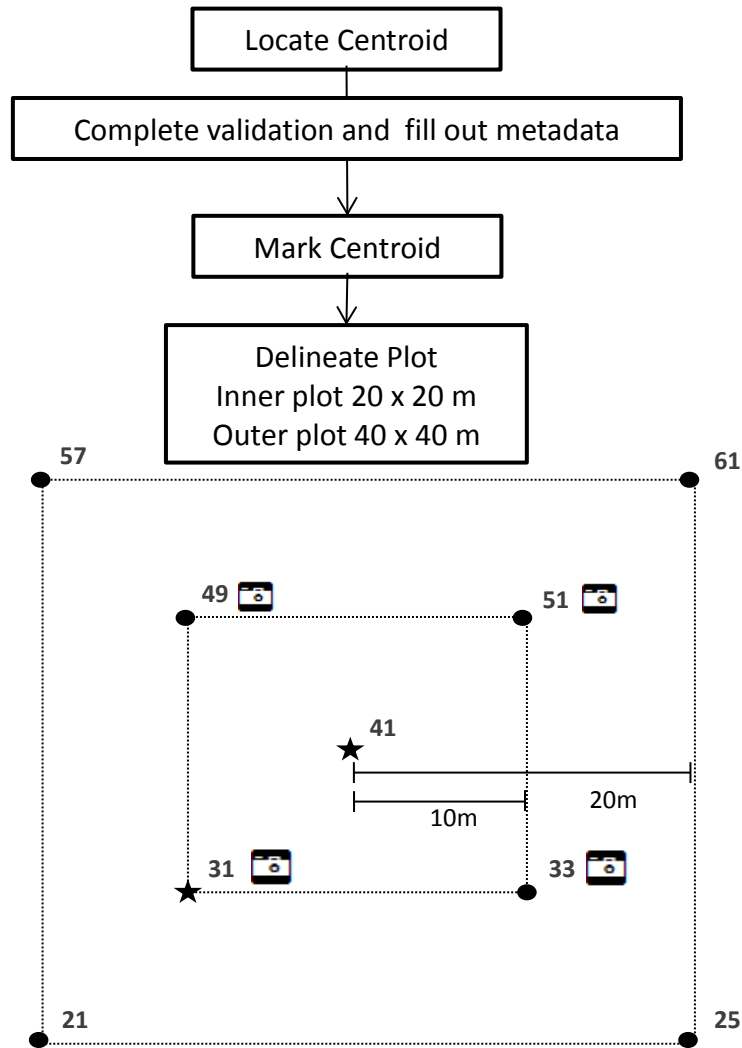 Locate Centroid
Complete validation and fill out metadata
Mark Centroid
Delineate Plot
Inner plot 20 x 20 m
Outer plot 40 x 40 m
57
61
49
51
41
20m
10m
31
33
21
25